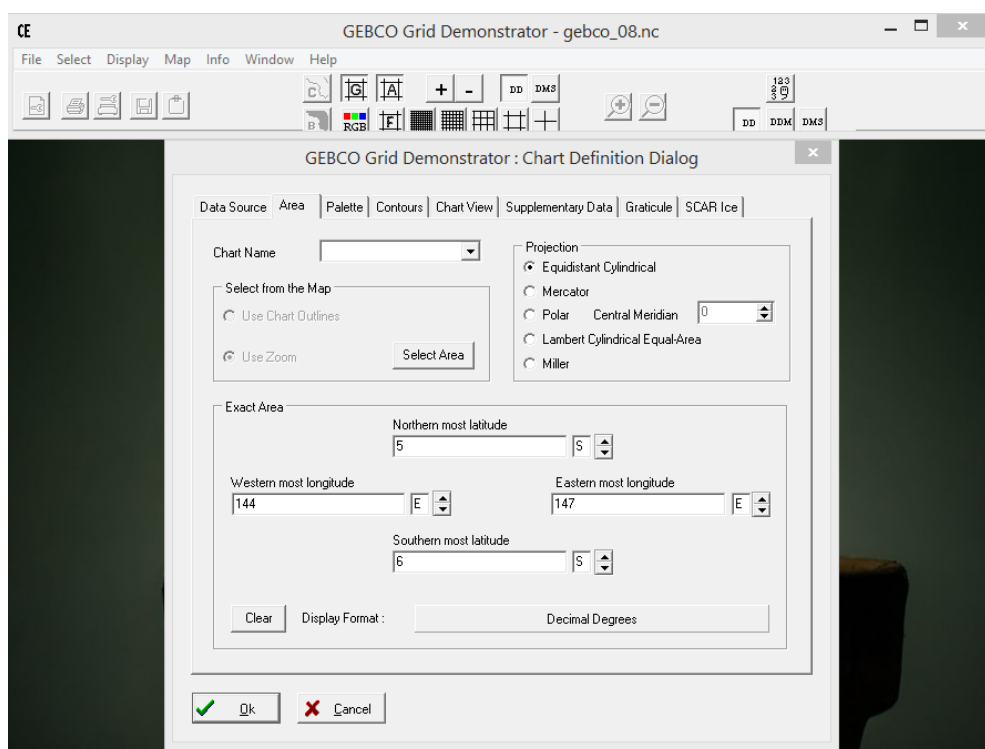 CE GEBCO Grid Demonstrator - gebco_08.nc
File Select Display Map Info Window Help
C G A + - DD DMS 123
B RGB F DD DDM DMS
GEBCO Grid Demonstrator : Chart Definition Dialog
Data Source Area Palette Contours Chart View Supplementary Data Graticule SCAR Ice
Chart Name
Select from the Map
Use Chart Outlines
Use Zoom Select Area
Projection
Equidistant Cylindrical
Mercator
Polar Central Meridian 0
Lambert Cylindrical Equal-Area
Miller
Exact Area
Northern most latitude
5 S
Western most longitude Eastern most longitude
144 E 147 E
Southern most latitude
6 S
Clear Display Format : Decimal Degrees
Ok Cancel